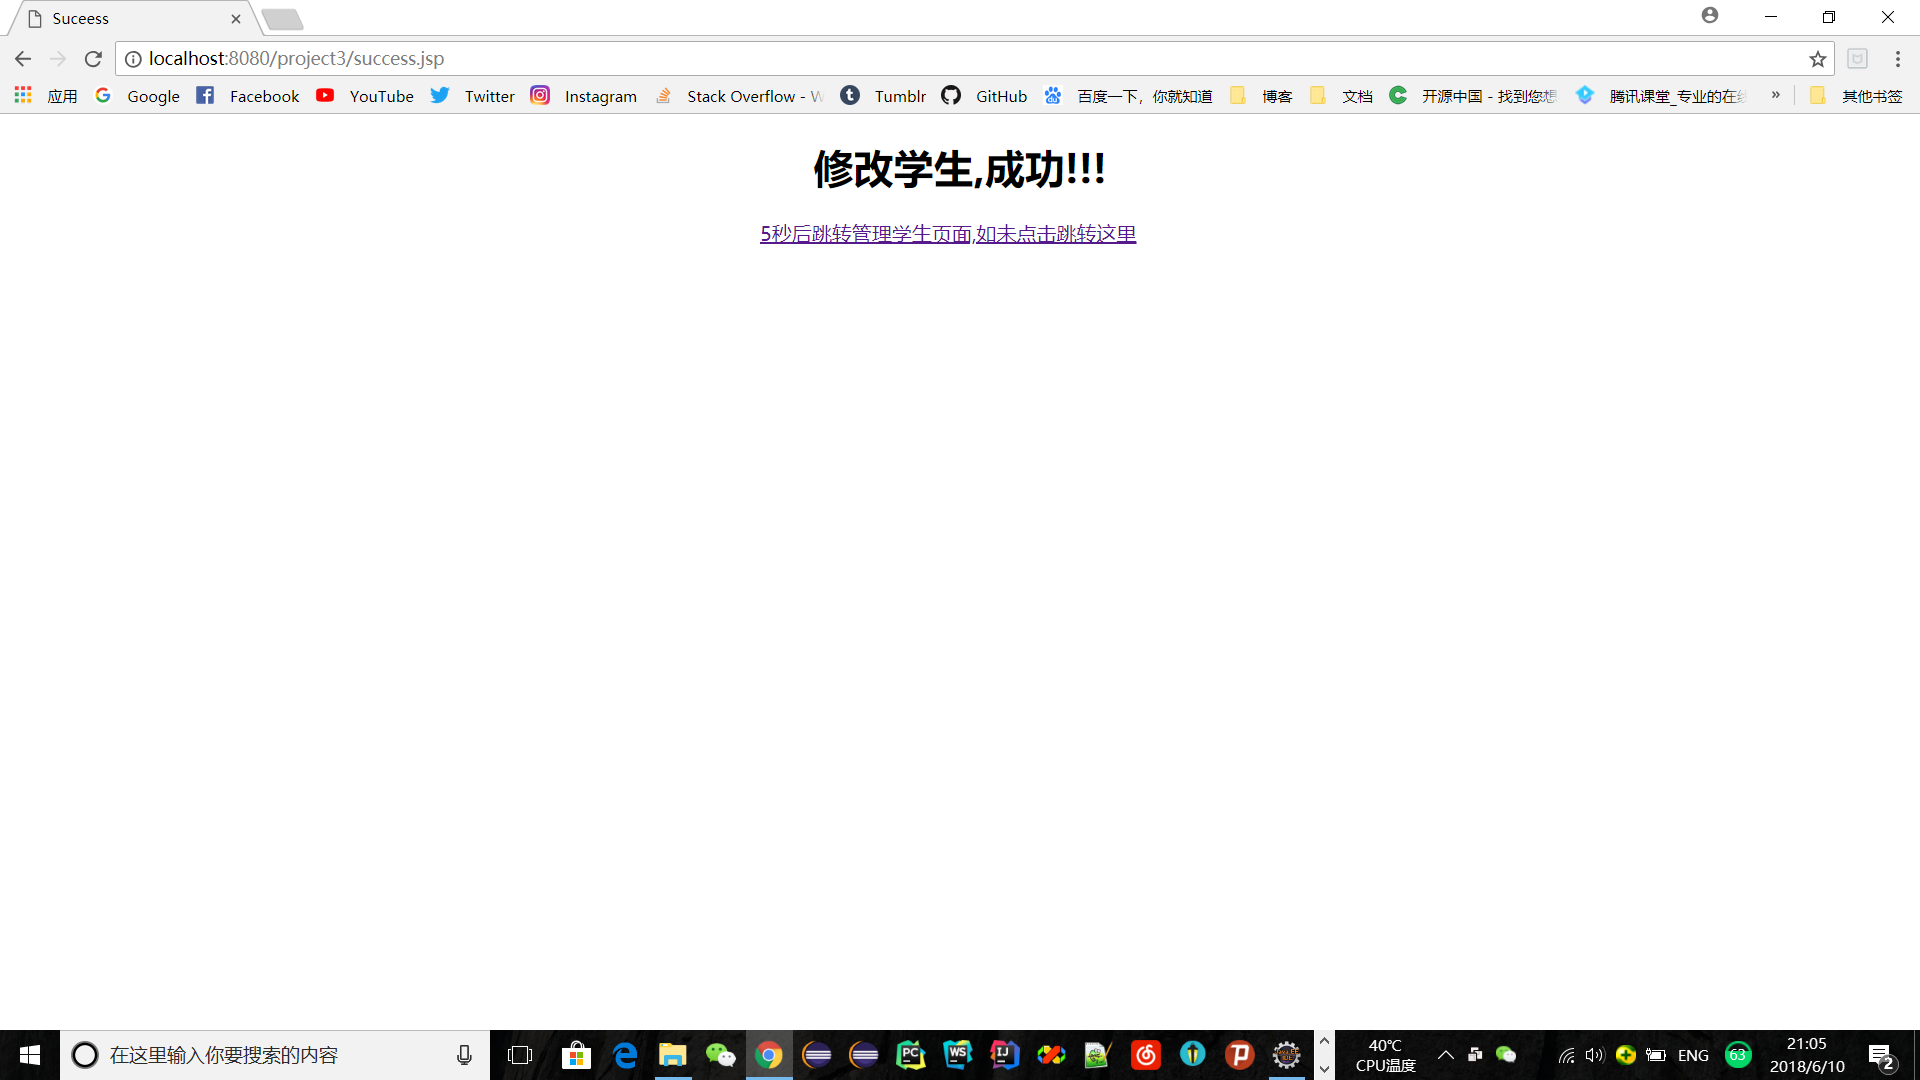 Suceess
localhost:8080/project3/success.jsp
应用 Google Facebook YouTube Twitter Instagram Stack Overflow - W Tumblr GitHub 百度一下，你就知道 博客 文档 开源中国 - 找到您想 腾讯课堂_专业的在线 » 其他书签
修改学生,成功!!!
5秒后跳转管理学生页面,如未点击跳转这里
在这里输入你要搜索的内容
PC WS IJ
40℃
CPU温度
ENG 63
21:05
2018/6/10
2